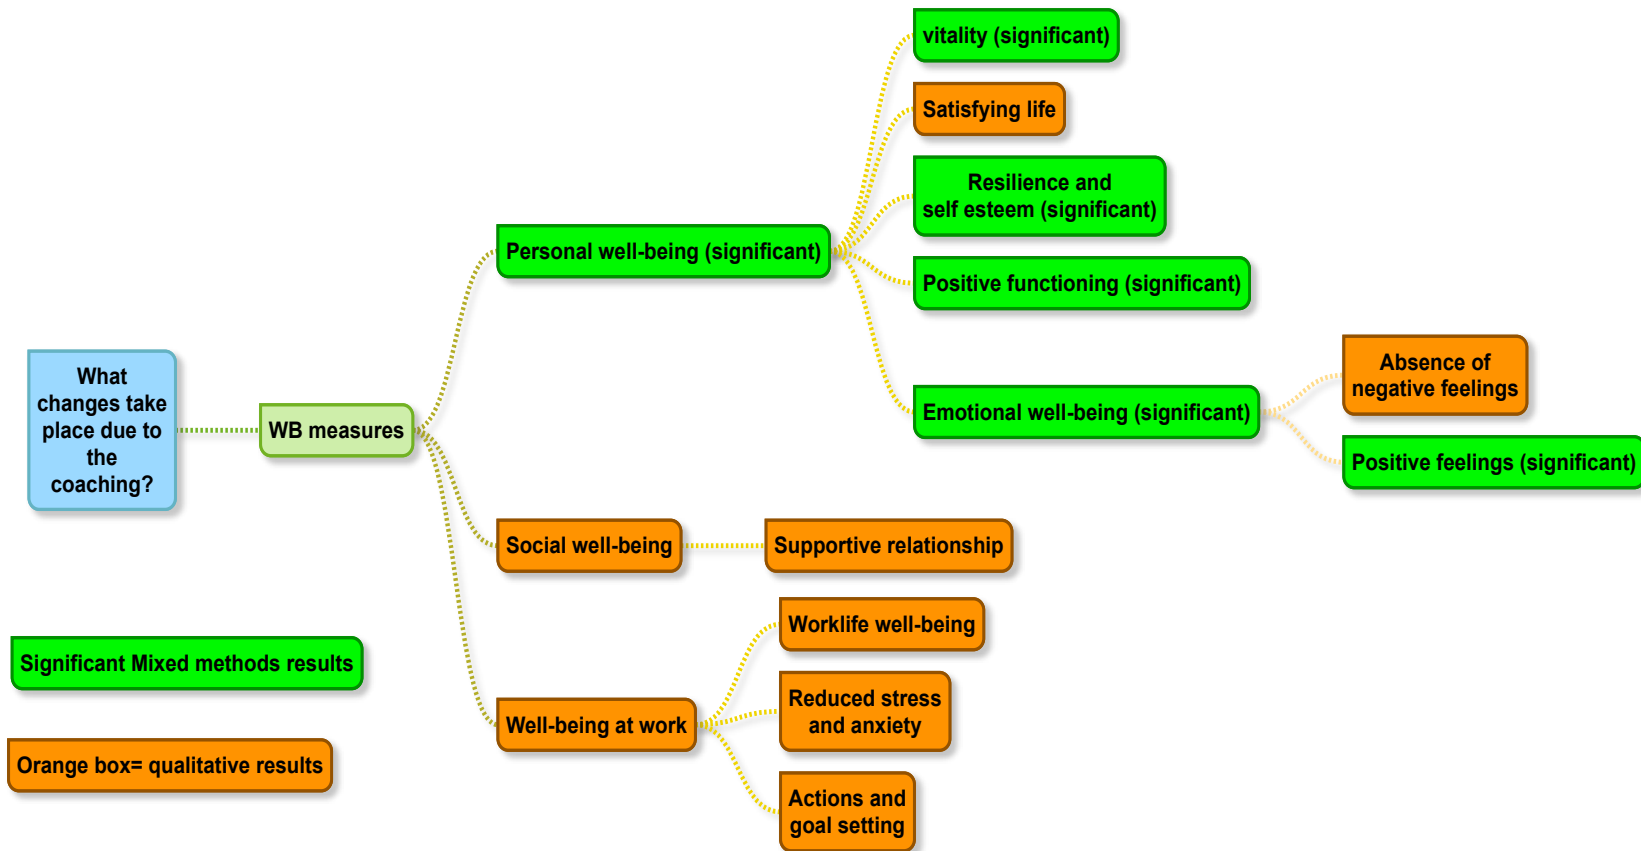 What
changes take
place due to
the
coaching?
WB measures
Personal well-being (significant)
vitality (significant)
Satisfying life
Resilience and
self esteem (significant)
Positive functioning (significant)
Emotional well-being (significant)
Absence of
negative feelings
Positive feelings (significant)
Social well-being
Supportive relationship
Well-being at work
Worklife well-being
Reduced stress
and anxiety
Actions and
goal setting
Significant Mixed methods results
Orange box= qualitative results